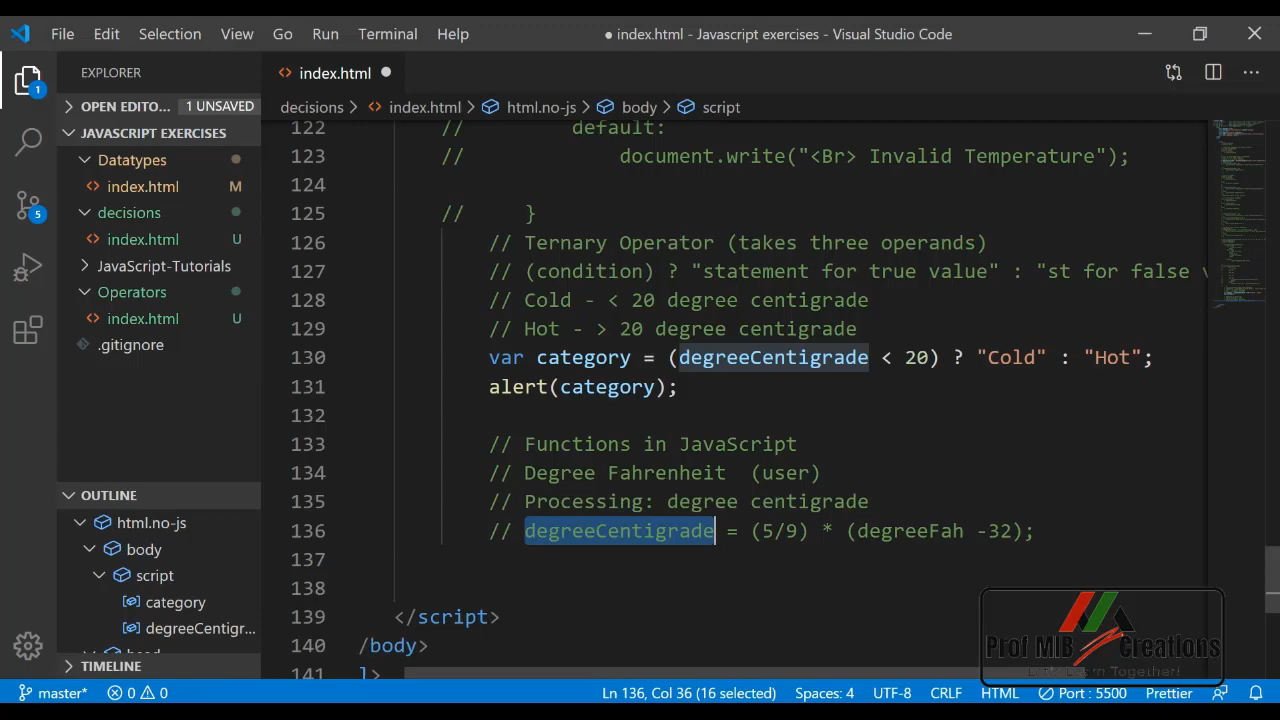 File Edit Selection View Go Run Terminal Help ● index.html - Javascript exercises - Visual Studio Code
EXPLORER
index.html
OPEN EDITO... 1 UNSAVED
JAVASCRIPT EXERCISES
Datatypes
index.html M
decisions
index.html U
JavaScript-Tutorials
Operators
index.html U
.gitignore
OUTLINE
html.no-js
body
script
category
degreeCentigr...
TIMELINE
1
5
decisions > index.html > html.no-js > body > script
122 // default:
123 // document.write("<Br> Invalid Temperature");
124
125 // }
126 // Ternary Operator (takes three operands)
127 // (condition) ? "statement for true value" : "st for false v
128 // Cold - < 20 degree centigrade
129 // Hot - > 20 degree centigrade
130 var category = (degreeCentigrade < 20) ? "Cold" : "Hot";
131 alert(category);
132
133 // Functions in JavaScript
134 // Degree Fahrenheit (user)
135 // Processing: degree centigrade
136 // degreeCentigrade = (5/9) * (degreeFah -32);
137
138
139 </script>
140 /body>
141 l>
Prof MIB Creations
Learn Together!
master* 0 0 Ln 136, Col 36 (16 selected) Spaces: 4 UTF-8 CRLF HTML Port : 5500 Prettier